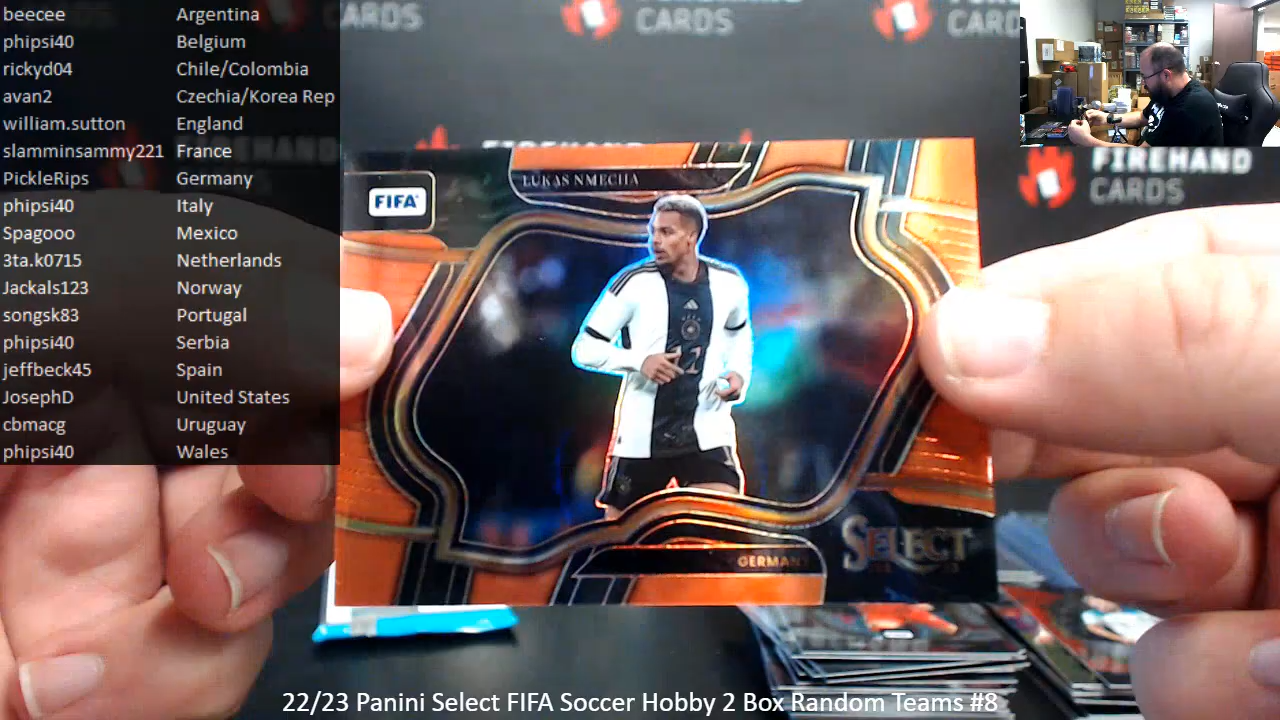 beecee Argentina
phipsi40 Belgium
rickyd04 Chile/Colombia
avan2 Czechia/Korea Rep
william.sutton England
slamminsammy221 France
PickleRips Germany
phipsi40 Italy
Spagooo Mexico
3ta.k0715 Netherlands
Jackals123 Norway
songsk83 Portugal
phipsi40 Serbia
jeffbeck45 Spain
JosephD United States
cbmacg Uruguay
phipsi40 Wales
CARDS
CARDS
FIREHAND
FIREHAND
CARDS
LUKAS NMECHA
FIFA
11
SELECT
GERMANY
22/23 Panini Select FIFA Soccer Hobby 2 Box Random Teams #8